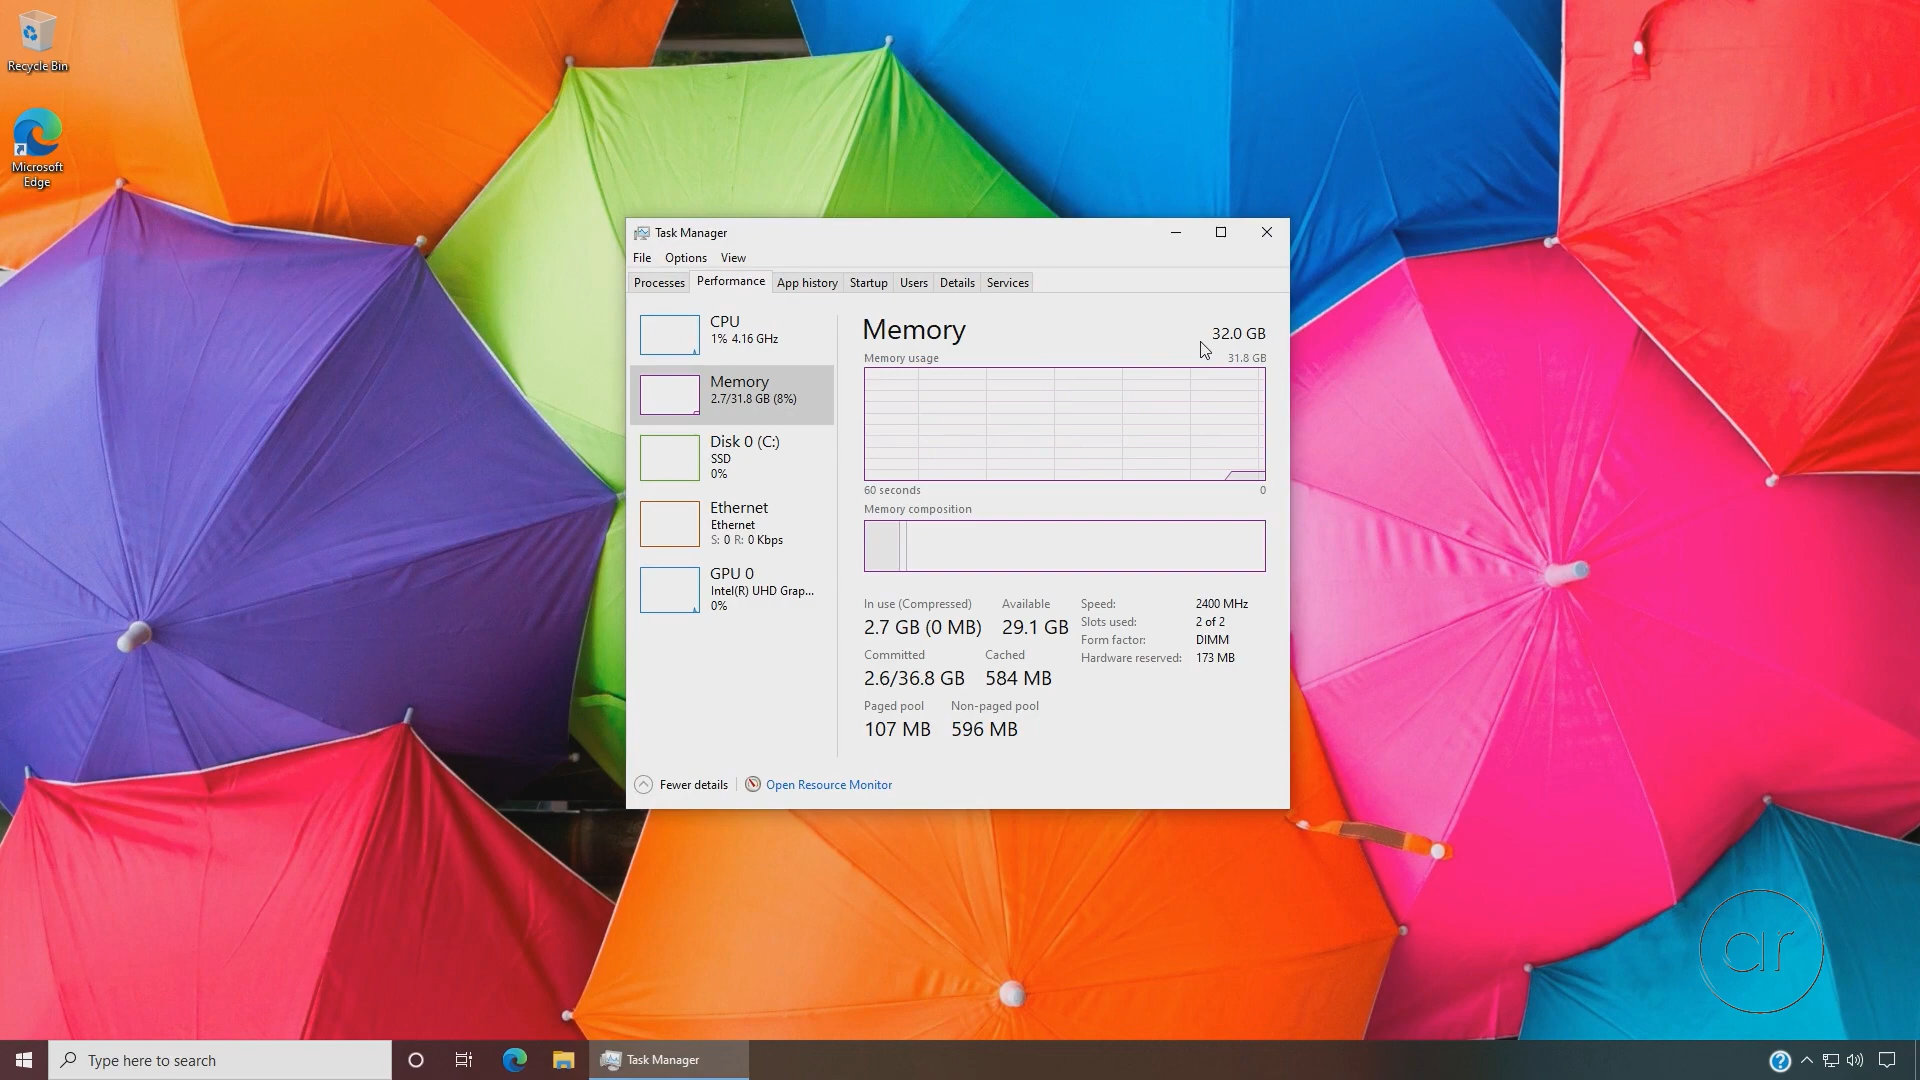 Recycle Bin
Microsoft
Edge
Task Manager
File Options View
Processes Performance App history Startup Users Details Services
CPU
1% 4.16 GHz
Memory
2.7/31.8 GB (8%)
Disk 0 (C:)
SSD
0%
Ethernet
Ethernet
S: 0 R: 0 Kbps
GPU 0
Intel(R) UHD Grap...
0%
Memory 32.0 GB
Memory usage 31.8 GB
60 seconds 0
Memory composition
In use (Compressed) Available
2.7 GB (0 MB) 29.1 GB
Committed Cached
2.6/36.8 GB 584 MB
Paged pool Non-paged pool
107 MB 596 MB
Speed: 2400 MHz
Slots used: 2 of 2
Form factor: DIMM
Hardware reserved: 173 MB
Fewer details Open Resource Monitor
ar
Type here to search
Task Manager